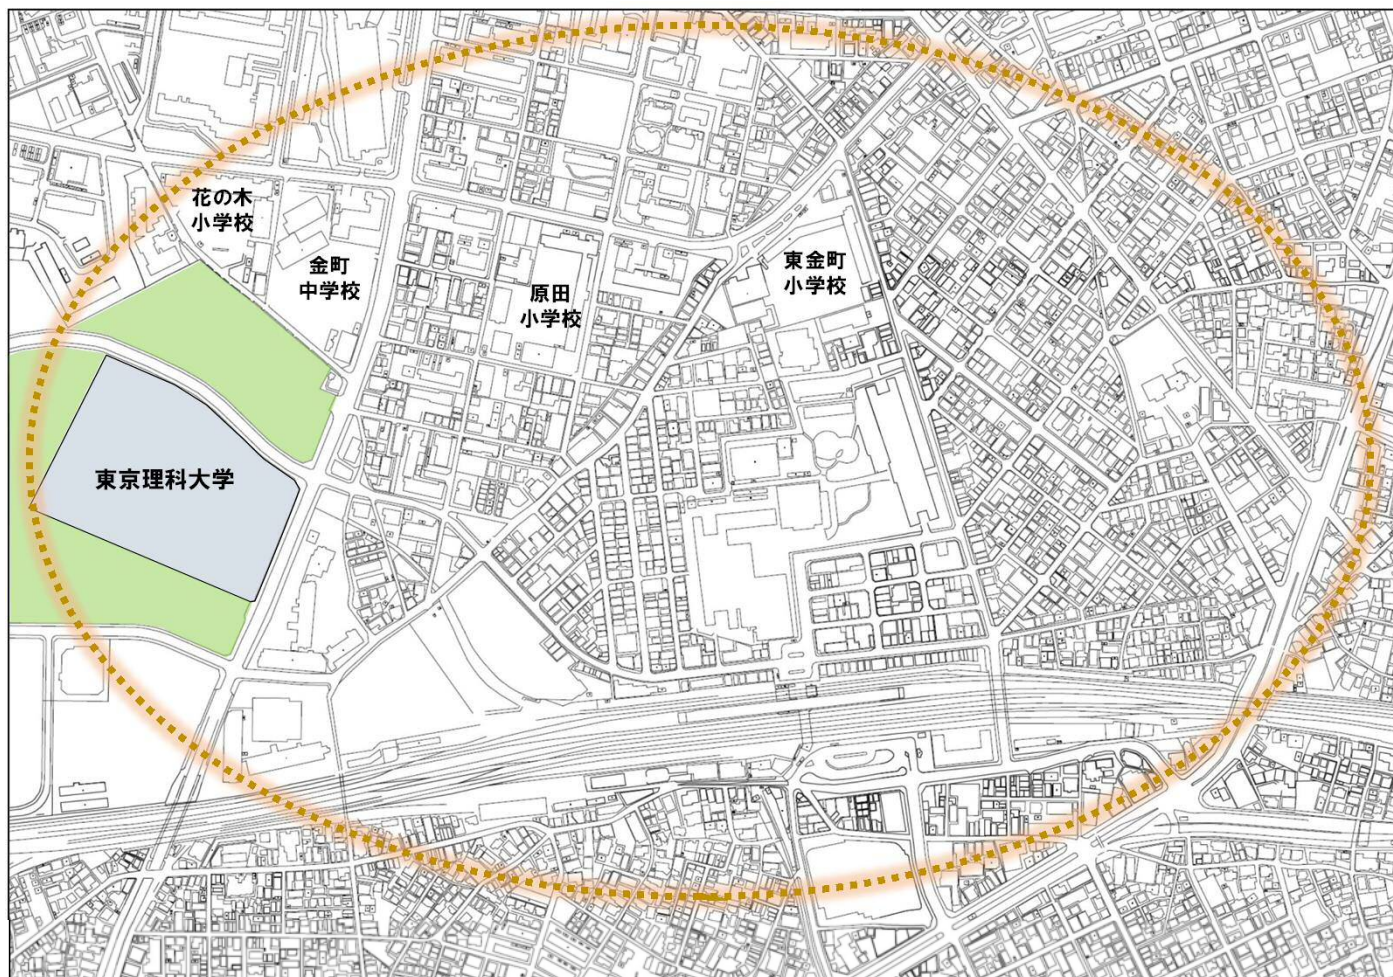 花の木
小学校
金町
中学校
原田
小学校
東金町
小学校
東京理科大学